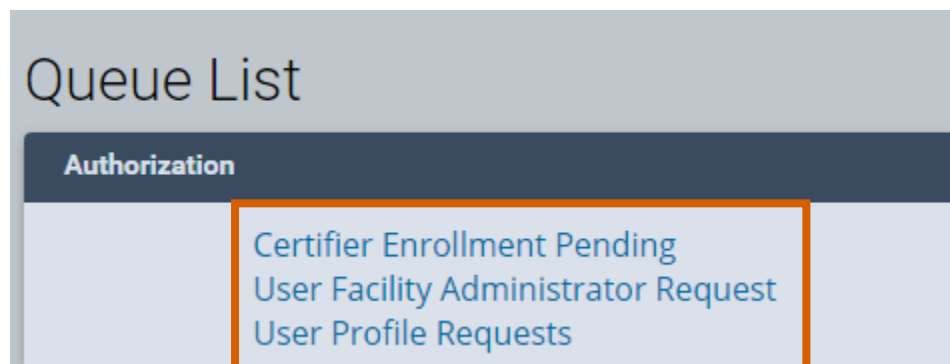 Queue List
Authorization
Certifier Enrollment Pending
User Facility Administrator Request
User Profile Requests